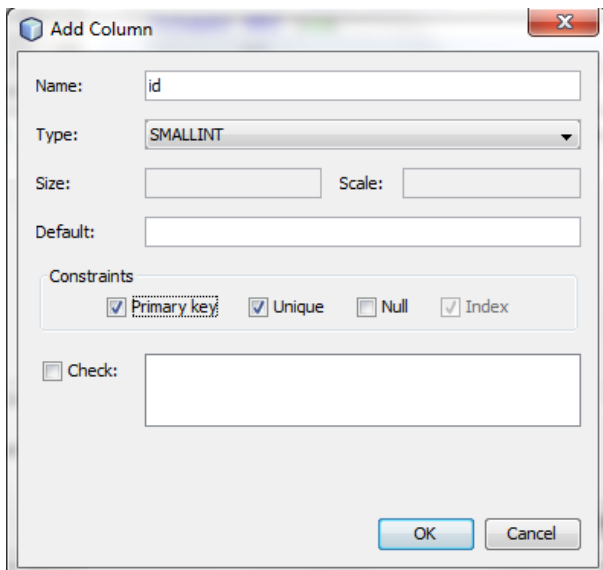 Add Column
Name: id
Type: SMALLINT
Size: Scale:
Default:
Constraints
Primary key Unique Null Index
Check:
OK Cancel